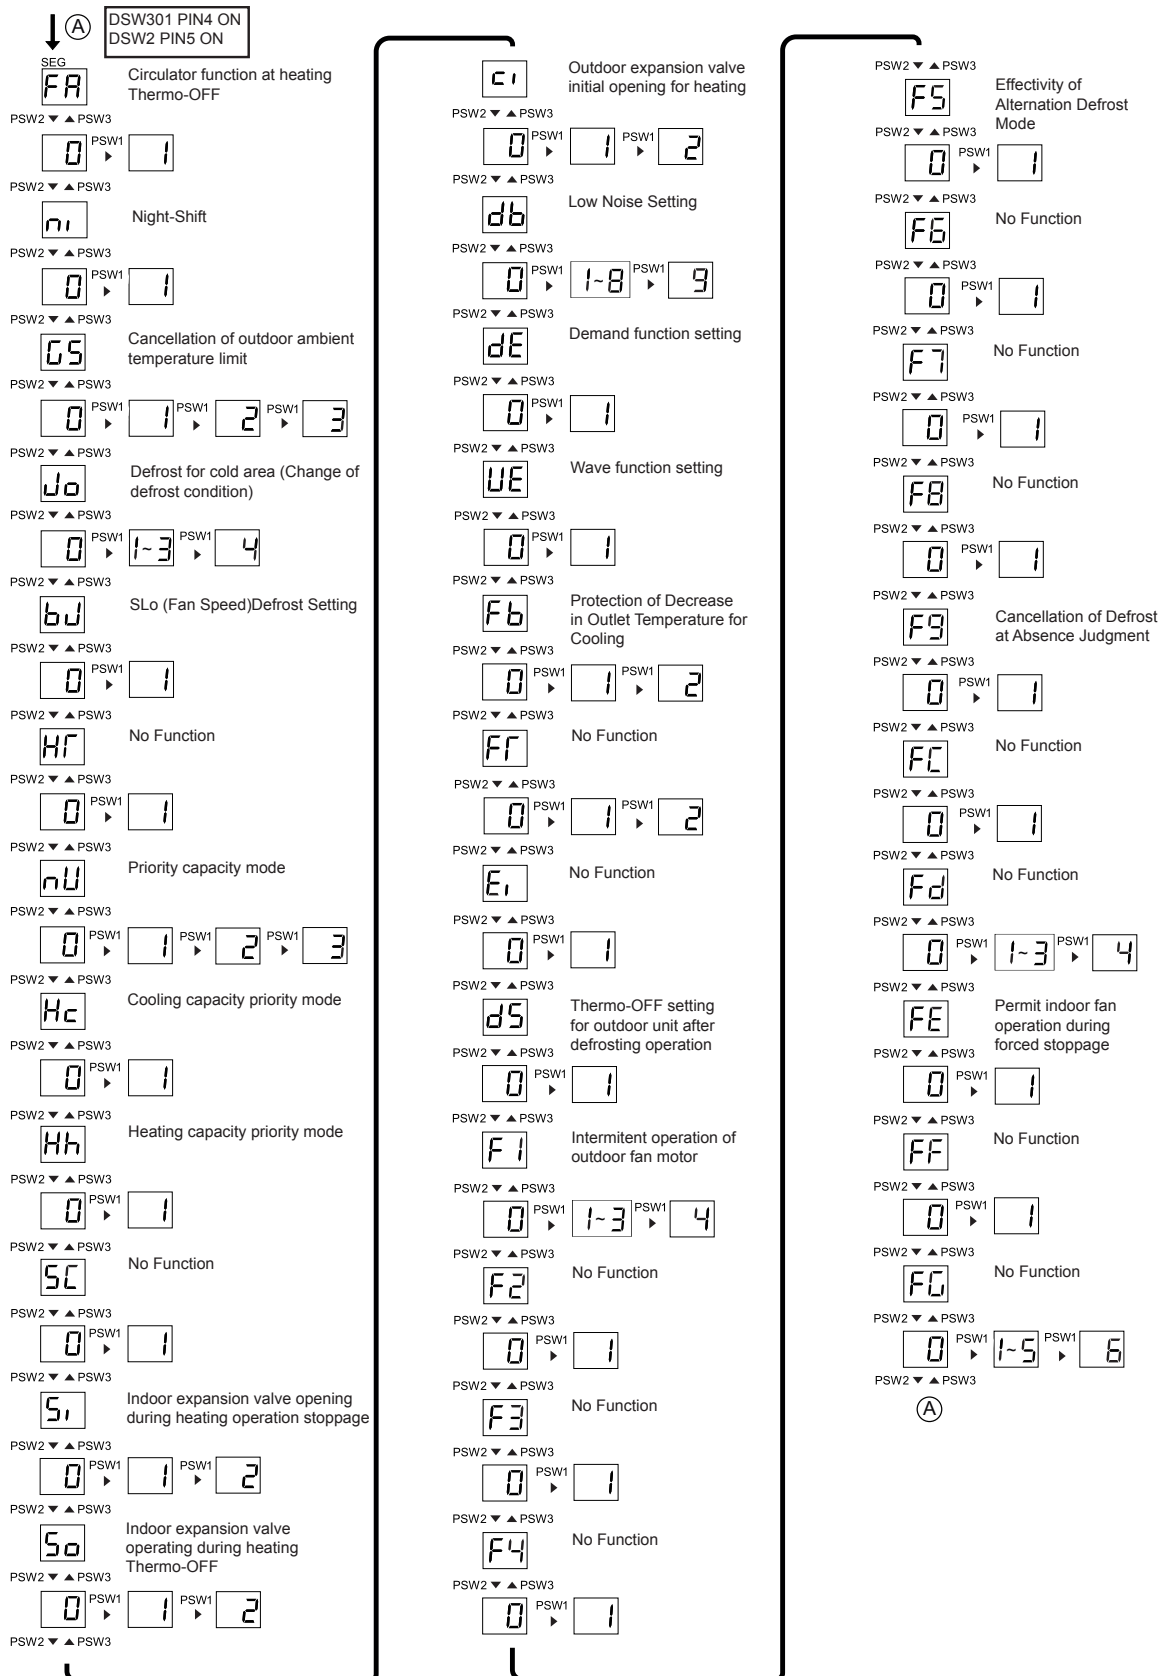 A
DSW301 PIN4 ON
DSW2 PIN5 ON
SEG
FA
Circulator function at heating
Thermo-OFF
PSW2 ▼ ▲ PSW3
0 PSW1 ▶ 1
PSW2 ▼ ▲ PSW3
ni
Night-Shift
PSW2 ▼ ▲ PSW3
0 PSW1 ▶ 1
PSW2 ▼ ▲ PSW3
GS
Cancellation of outdoor ambient
temperature limit
PSW2 ▼ ▲ PSW3
0 PSW1 ▶ 1 PSW1 ▶ 2 PSW1 ▶ 3
PSW2 ▼ ▲ PSW3
Jo
Defrost for cold area (Change of
defrost condition)
PSW2 ▼ ▲ PSW3
0 PSW1 ▶ 1~3 PSW1 ▶ 4
PSW2 ▼ ▲ PSW3
bJ
SLo (Fan Speed)Defrost Setting
PSW2 ▼ ▲ PSW3
0 PSW1 ▶ 1
PSW2 ▼ ▲ PSW3
HΓ
No Function
PSW2 ▼ ▲ PSW3
0 PSW1 ▶ 1
PSW2 ▼ ▲ PSW3
nU
Priority capacity mode
PSW2 ▼ ▲ PSW3
0 PSW1 ▶ 1 PSW1 ▶ 2 PSW1 ▶ 3
PSW2 ▼ ▲ PSW3
Hc
Cooling capacity priority mode
PSW2 ▼ ▲ PSW3
0 PSW1 ▶ 1
PSW2 ▼ ▲ PSW3
Hh
Heating capacity priority mode
PSW2 ▼ ▲ PSW3
0 PSW1 ▶ 1
PSW2 ▼ ▲ PSW3
SC
No Function
PSW2 ▼ ▲ PSW3
0 PSW1 ▶ 1
PSW2 ▼ ▲ PSW3
Si
Indoor expansion valve opening
during heating operation stoppage
PSW2 ▼ ▲ PSW3
0 PSW1 ▶ 1 PSW1 ▶ 2
PSW2 ▼ ▲ PSW3
So
Indoor expansion valve
operating during heating
Thermo-OFF
PSW2 ▼ ▲ PSW3
0 PSW1 ▶ 1 PSW1 ▶ 2
PSW2 ▼ ▲ PSW3
ci
Outdoor expansion valve
initial opening for heating
PSW2 ▼ ▲ PSW3
0 PSW1 ▶ 1 PSW1 ▶ 2
PSW2 ▼ ▲ PSW3
db
Low Noise Setting
PSW2 ▼ ▲ PSW3
0 PSW1 ▶ 1~8 PSW1 ▶ 9
PSW2 ▼ ▲ PSW3
dE
Demand function setting
PSW2 ▼ ▲ PSW3
0 PSW1 ▶ 1
PSW2 ▼ ▲ PSW3
UE
Wave function setting
PSW2 ▼ ▲ PSW3
0 PSW1 ▶ 1
PSW2 ▼ ▲ PSW3
Fb
Protection of Decrease
in Outlet Temperature for
Cooling
PSW2 ▼ ▲ PSW3
0 PSW1 ▶ 1 PSW1 ▶ 2
PSW2 ▼ ▲ PSW3
FΓ
No Function
PSW2 ▼ ▲ PSW3
0 PSW1 ▶ 1 PSW1 ▶ 2
PSW2 ▼ ▲ PSW3
Ei
No Function
PSW2 ▼ ▲ PSW3
0 PSW1 ▶ 1
PSW2 ▼ ▲ PSW3
dS
Thermo-OFF setting
for outdoor unit after
defrosting operation
PSW2 ▼ ▲ PSW3
0 PSW1 ▶ 1
PSW2 ▼ ▲ PSW3
F1
Intermitent operation of
outdoor fan motor
PSW2 ▼ ▲ PSW3
0 PSW1 ▶ 1~3 PSW1 ▶ 4
PSW2 ▼ ▲ PSW3
F2
No Function
PSW2 ▼ ▲ PSW3
0 PSW1 ▶ 1
PSW2 ▼ ▲ PSW3
F3
No Function
PSW2 ▼ ▲ PSW3
0 PSW1 ▶ 1
PSW2 ▼ ▲ PSW3
F4
No Function
PSW2 ▼ ▲ PSW3
0 PSW1 ▶ 1
PSW2 ▼ ▲ PSW3
F5
Effectivity of
Alternation Defrost
Mode
PSW2 ▼ ▲ PSW3
0 PSW1 ▶ 1
PSW2 ▼ ▲ PSW3
F6
No Function
PSW2 ▼ ▲ PSW3
0 PSW1 ▶ 1
PSW2 ▼ ▲ PSW3
F7
No Function
PSW2 ▼ ▲ PSW3
0 PSW1 ▶ 1
PSW2 ▼ ▲ PSW3
F8
No Function
PSW2 ▼ ▲ PSW3
0 PSW1 ▶ 1
PSW2 ▼ ▲ PSW3
F9
Cancellation of Defrost
at Absence Judgment
PSW2 ▼ ▲ PSW3
0 PSW1 ▶ 1
PSW2 ▼ ▲ PSW3
FC
No Function
PSW2 ▼ ▲ PSW3
0 PSW1 ▶ 1
PSW2 ▼ ▲ PSW3
Fd
No Function
PSW2 ▼ ▲ PSW3
0 PSW1 ▶ 1~3 PSW1 ▶ 4
PSW2 ▼ ▲ PSW3
FE
Permit indoor fan
operation during
forced stoppage
PSW2 ▼ ▲ PSW3
0 PSW1 ▶ 1
PSW2 ▼ ▲ PSW3
FF
No Function
PSW2 ▼ ▲ PSW3
0 PSW1 ▶ 1
PSW2 ▼ ▲ PSW3
FG
No Function
PSW2 ▼ ▲ PSW3
0 PSW1 ▶ 1~5 PSW1 ▶ 6
PSW2 ▼ ▲ PSW3
A